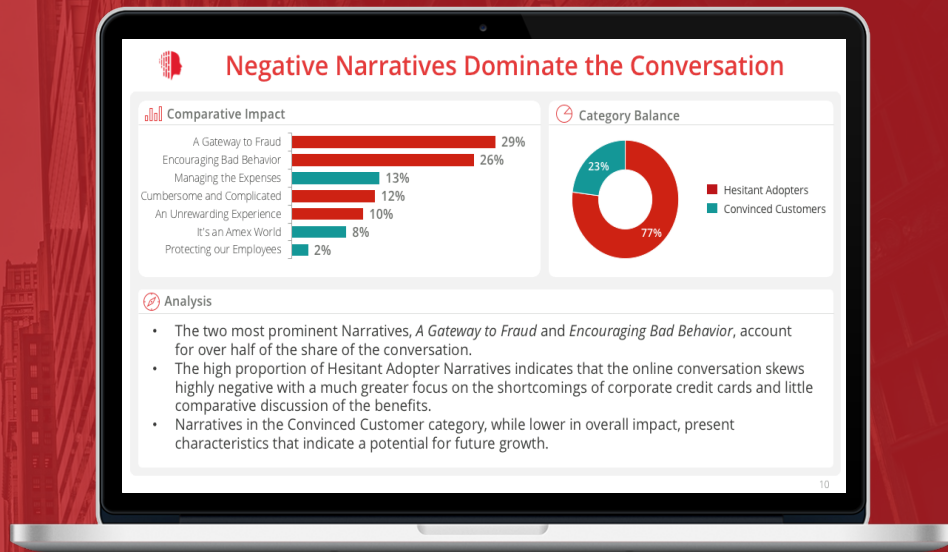 Negative Narratives Dominate the Conversation
Comparative Impact
A Gateway to Fraud 29%
Encouraging Bad Behavior 26%
Managing the Expenses 13%
Cumbersome and Complicated 12%
An Unrewarding Experience 10%
It's an Amex World 8%
Protecting our Employees 2%
Category Balance
23%
77%
Hesitant Adopters
Convinced Customers
Analysis
• The two most prominent Narratives, A Gateway to Fraud and Encouraging Bad Behavior, account
for over half of the share of the conversation.
• The high proportion of Hesitant Adopter Narratives indicates that the online conversation skews
highly negative with a much greater focus on the shortcomings of corporate credit cards and little
comparative discussion of the benefits.
• Narratives in the Convinced Customer category, while lower in overall impact, present
characteristics that indicate a potential for future growth.
10